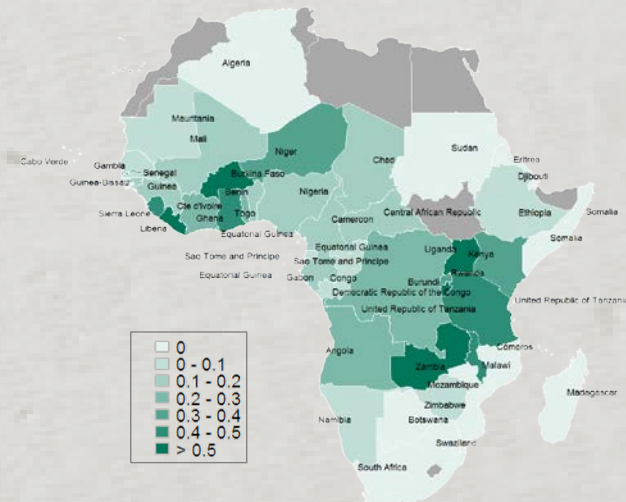 Algeria
Mauritania
Mali
Niger
Chad
Sudan
Eritrea
Cabo Verde
Gambia
Senegal
Djibouti
Guinea-Bissau
Guinea
Burkina Faso
Benin
Nigeria
Cte d'Ivoire
Ghana
Togo
Central African Republic
Ethiopia
Somalia
Sierra Leone
Liberia
Cameroon
Equatorial Guinea
Somalia
Equatorial Guinea
Uganda
Kenya
Sao Tome and Principe
Sao Tome and Principe
Rwanda
Equatorial Guinea
Gabon
Congo
Burundi
Democratic Republic of the Congo
United Republic of Tanzania
United Republic of Tanzania
Angola
Comoros
Zambia
Malawi
Mozambique
Madagascar
Zimbabwe
Namibia
Botswana
Swaziland
South Africa
0
0 - 0.1
0.1 - 0.2
0.2 - 0.3
0.3 - 0.4
0.4 - 0.5
> 0.5